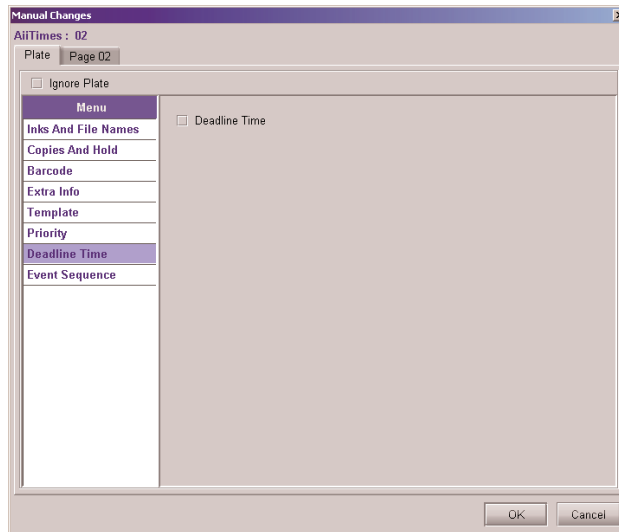 Manual Changes
AiiTimes : 02
Plate
Page 02
Ignore Plate
Menu
Inks And File Names
Copies And Hold
Barcode
Extra Info
Template
Priority
Deadline Time
Event Sequence
Deadline Time
OK
Cancel